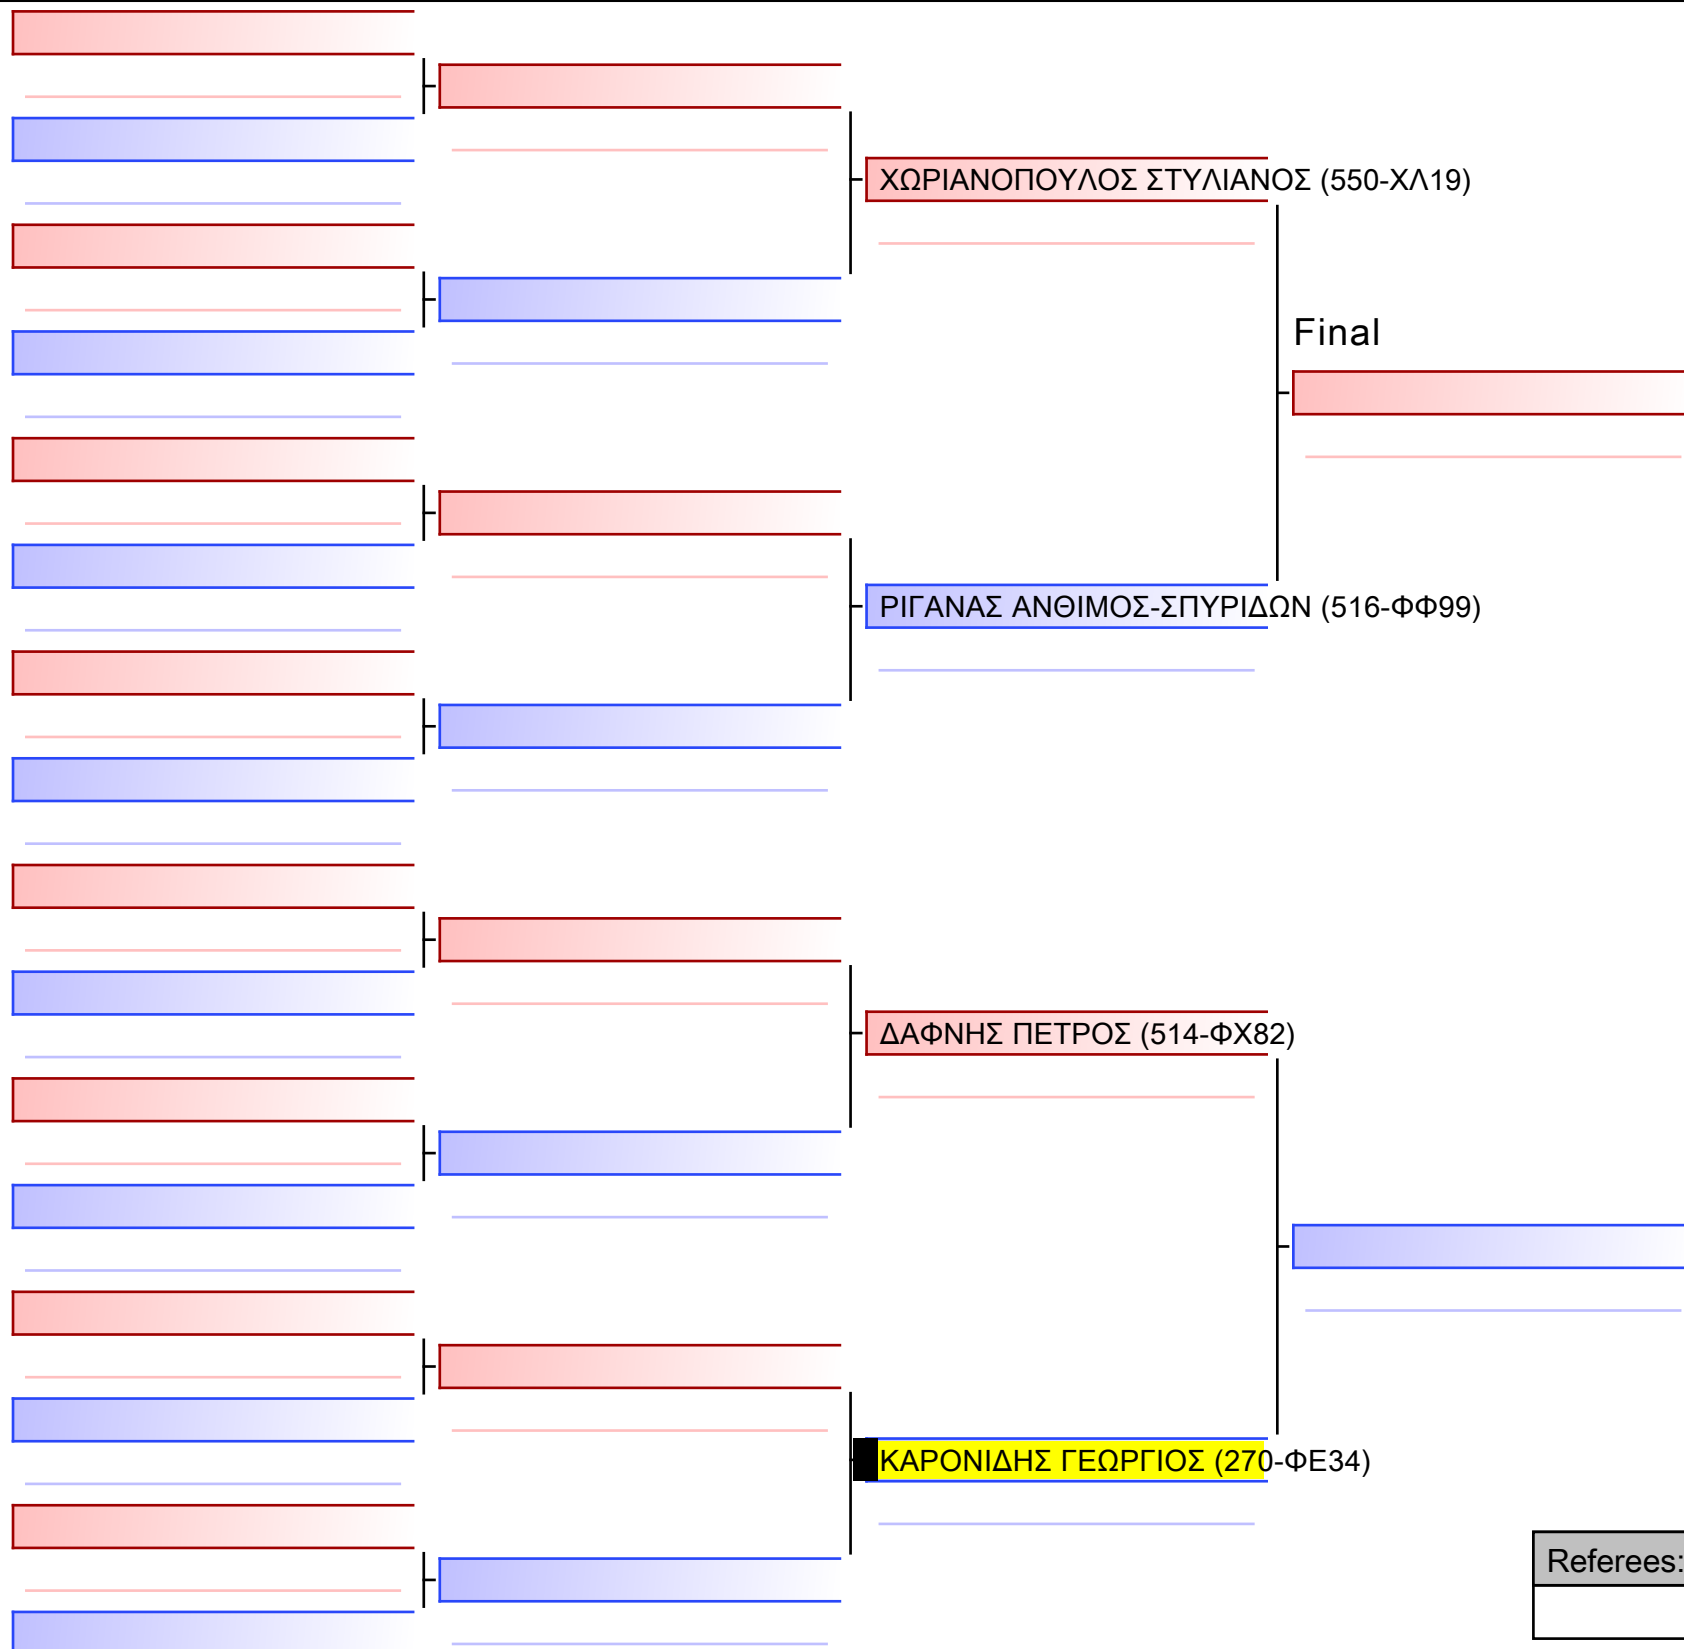 ΧΩΡΙΑΝΟΠΟΥΛΟΣ ΣΤΥΛΙΑΝΟΣ (550-ΧΛ19)
Final
ΡΙΓΑΝΑΣ ΑΝΘΙΜΟΣ-ΣΠΥΡΙΔΩΝ (516-ΦΦ99)
ΔΑΦΝΗΣ ΠΕΤΡΟΣ (514-ΦΧ82)
ΚΑΡΟΝΙΔΗΣ ΓΕΩΡΓΙΟΣ (270-ΦΕ34)
Referees: